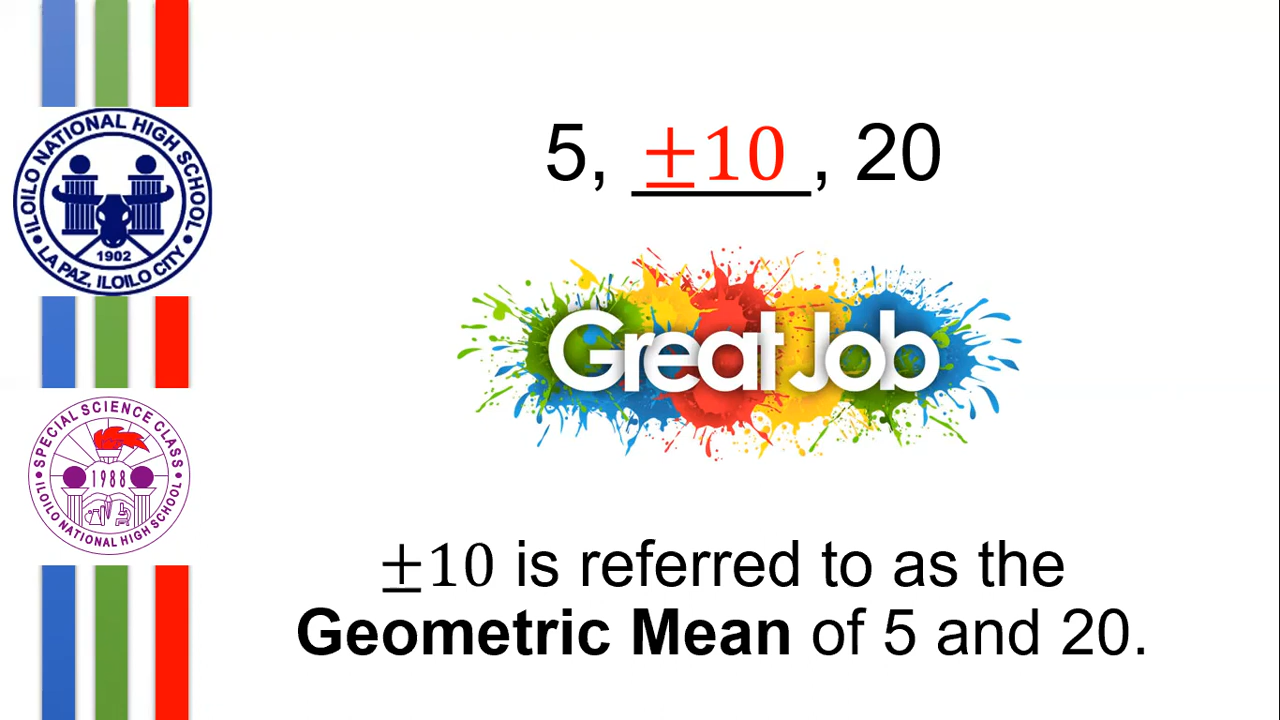 5, ±10, 20
ILOILO NATIONAL HIGH SCHOOL
1902
• LA PAZ, ILOILO CITY •
Great Job
SPECIAL SCIENCE CLASS
1988
• ILOILO NATIONAL HIGH SCHOOL •
±10 is referred to as the
Geometric Mean of 5 and 20.